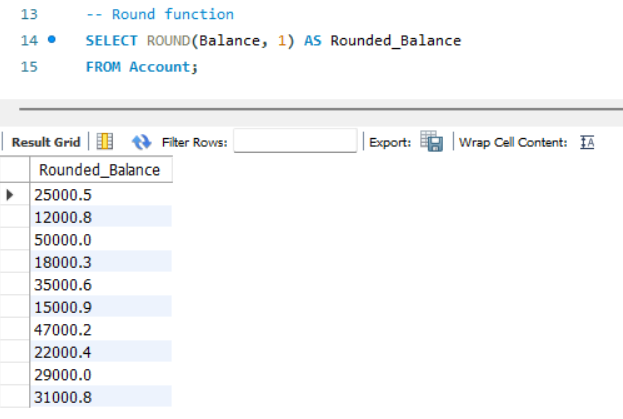 13 -- Round function
14 SELECT ROUND(Balance, 1) AS Rounded_Balance
15 FROM Account;
Result Grid Filter Rows: Export: Wrap Cell Content: IA
Rounded_Balance
25000.5
12000.8
50000.0
18000.3
35000.6
15000.9
47000.2
22000.4
29000.0
31000.8